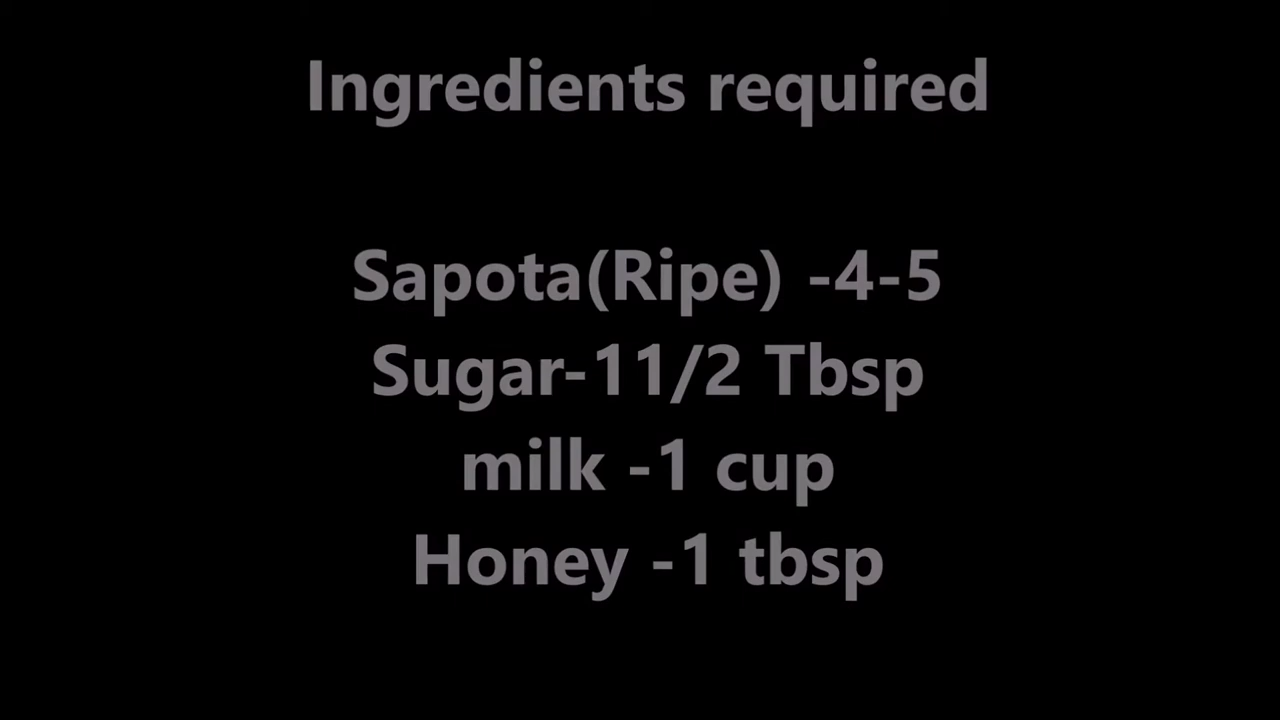 Ingredients required
Sapota(Ripe) -4-5
Sugar-11/2 Tbsp
milk -1 cup
Honey -1 tbsp